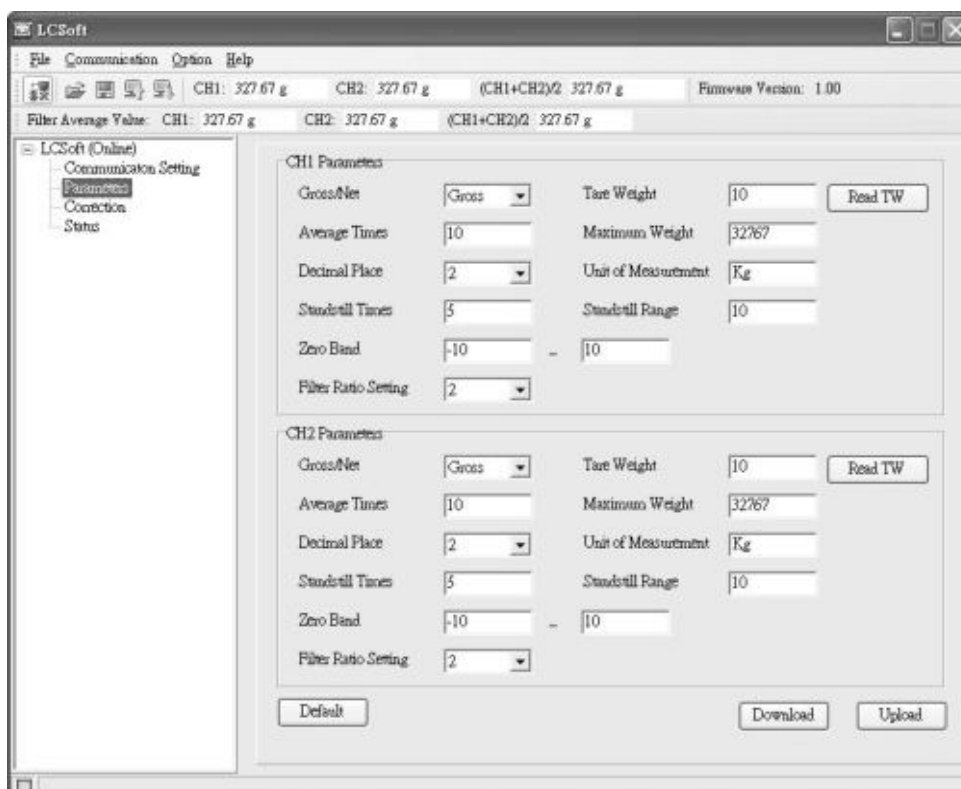 LCSoft
File Communication Option Help
CH1: 327.67 g CH2: 327.67 g (CH1+CH2)/2 327.67 g Firmware Version: 1.00
Filter Average Value: CH1: 327.67 g CH2: 327.67 g (CH1+CH2)/2 327.67 g
LCSoft (Online)
Communicaton Setting
Parameters
Correction
Status
CH1 Parameters
Gross/Net Gross Tare Weight 10 Read TW
Average Times 10 Maximum Weight 32767
Decimal Place 2 Unit of Measurement Kg
Standstill Times 5 Standstill Range 10
Zero Band -10 - 10
Filter Ratio Setting 2
CH2 Parameters
Gross/Net Gross Tare Weight 10 Read TW
Average Times 10 Maximum Weight 32767
Decimal Place 2 Unit of Measurement Kg
Standstill Times 5 Standstill Range 10
Zero Band -10 - 10
Filter Ratio Setting 2
Default Download Upload